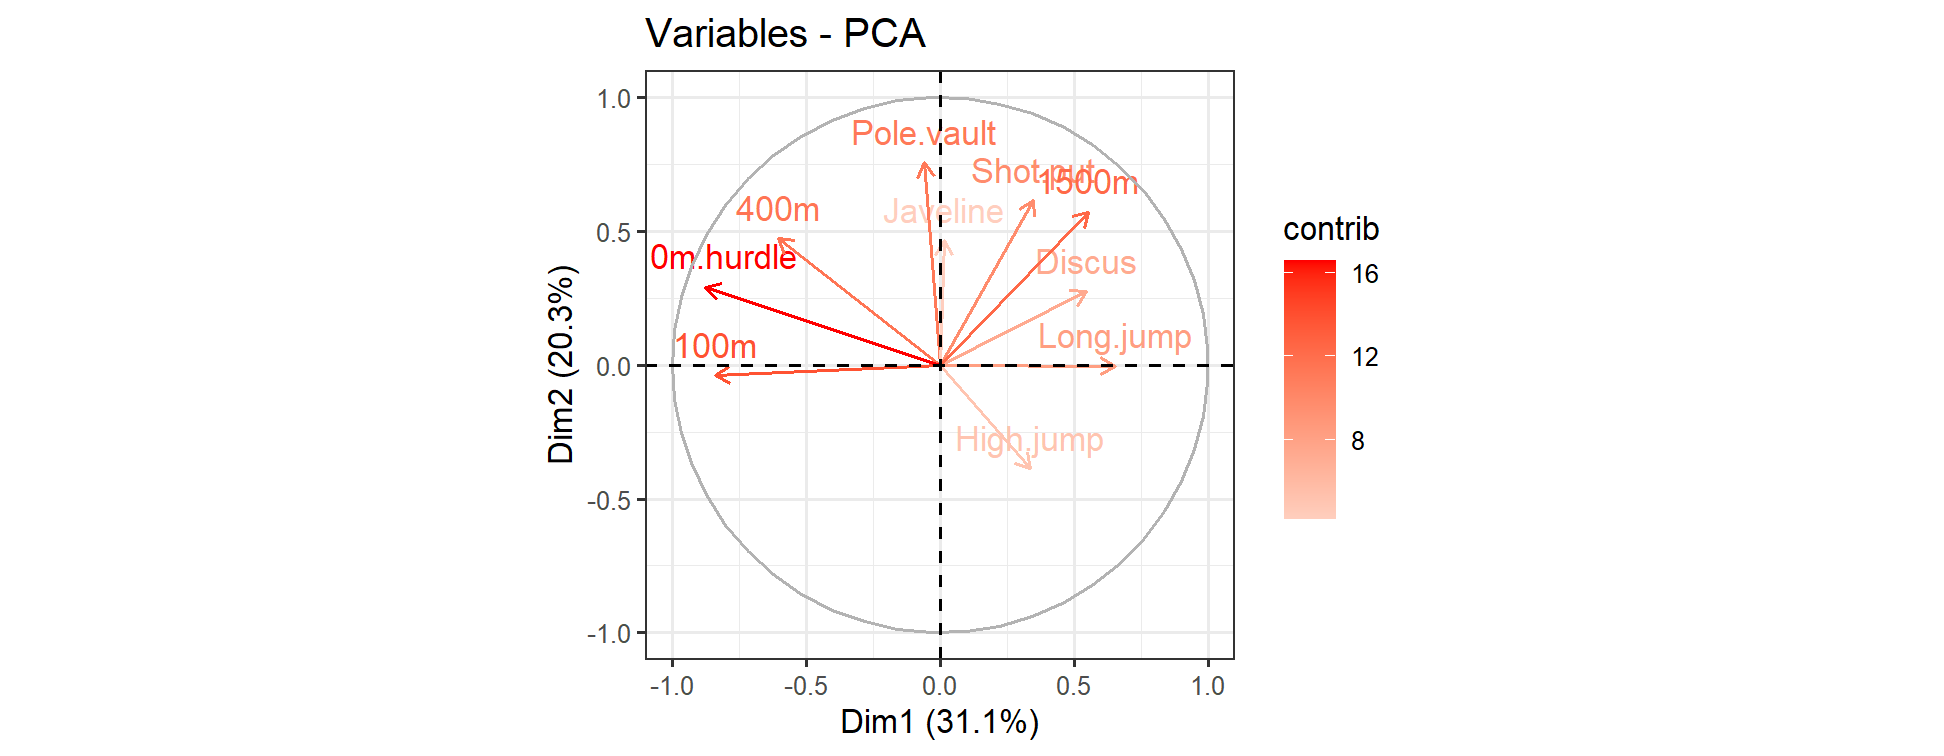 Variables - PCA
1.0
0.5
0.0
-0.5
-1.0
Dim2 (20.3%)
Pole.vault
Shot.put
1500m
400m
Javeline
0m.hurdle
Discus
100m
Long.jump
High.jump
-1.0
-0.5
0.0
0.5
1.0
Dim1 (31.1%)
contrib
16
12
8